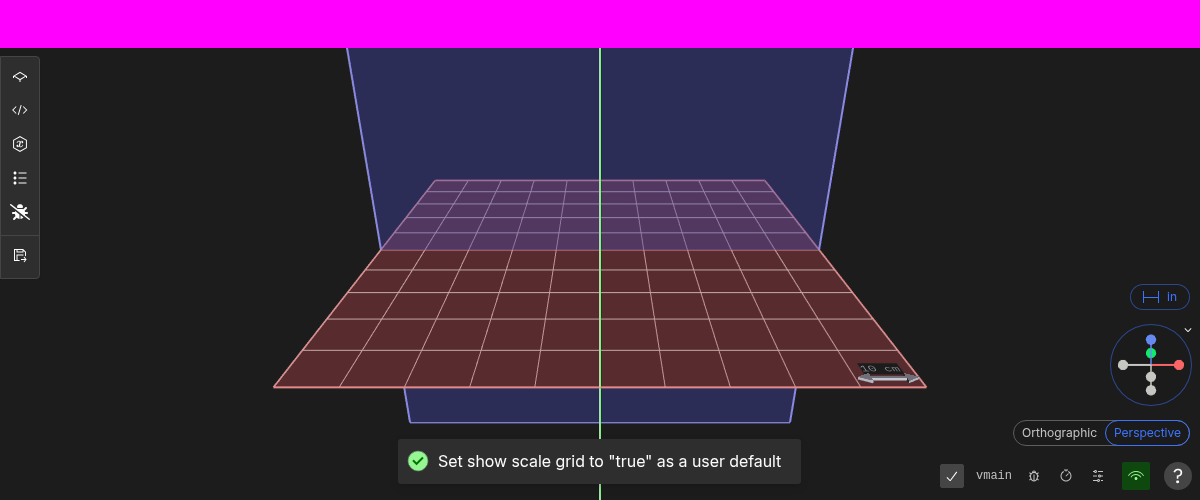 in
10 cm
Orthographic Perspective
Set show scale grid to "true" as a user default
vmain
?